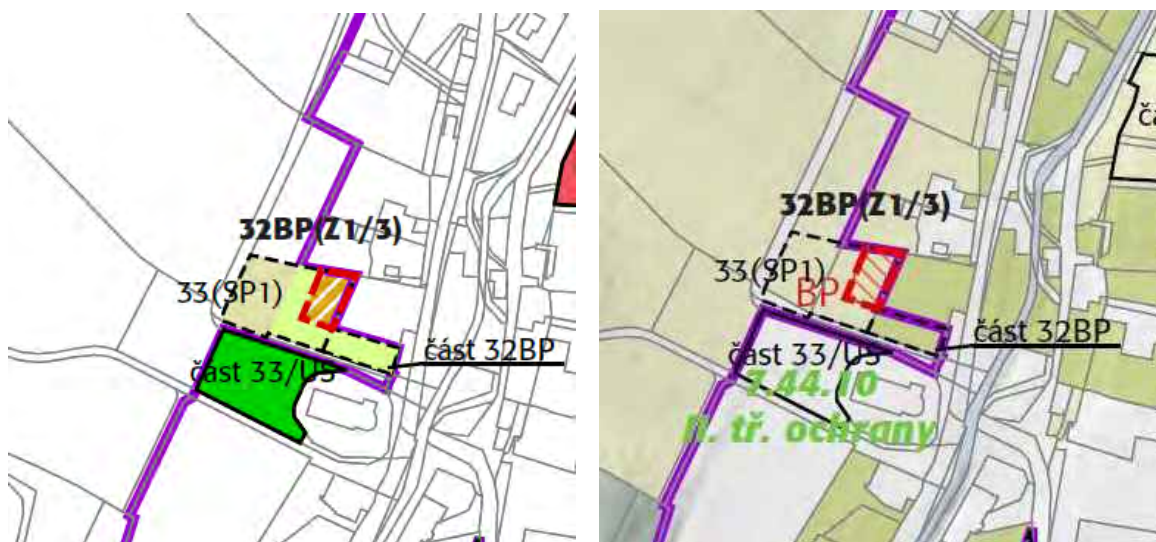 32BP(Z1/3)
33(SP1)
část 32BP
část 33/US
32BP(Z1/3)
33(SP1)
BP
část 32BP
část 33/US
7.44.10
II. tř. ochrany
čá